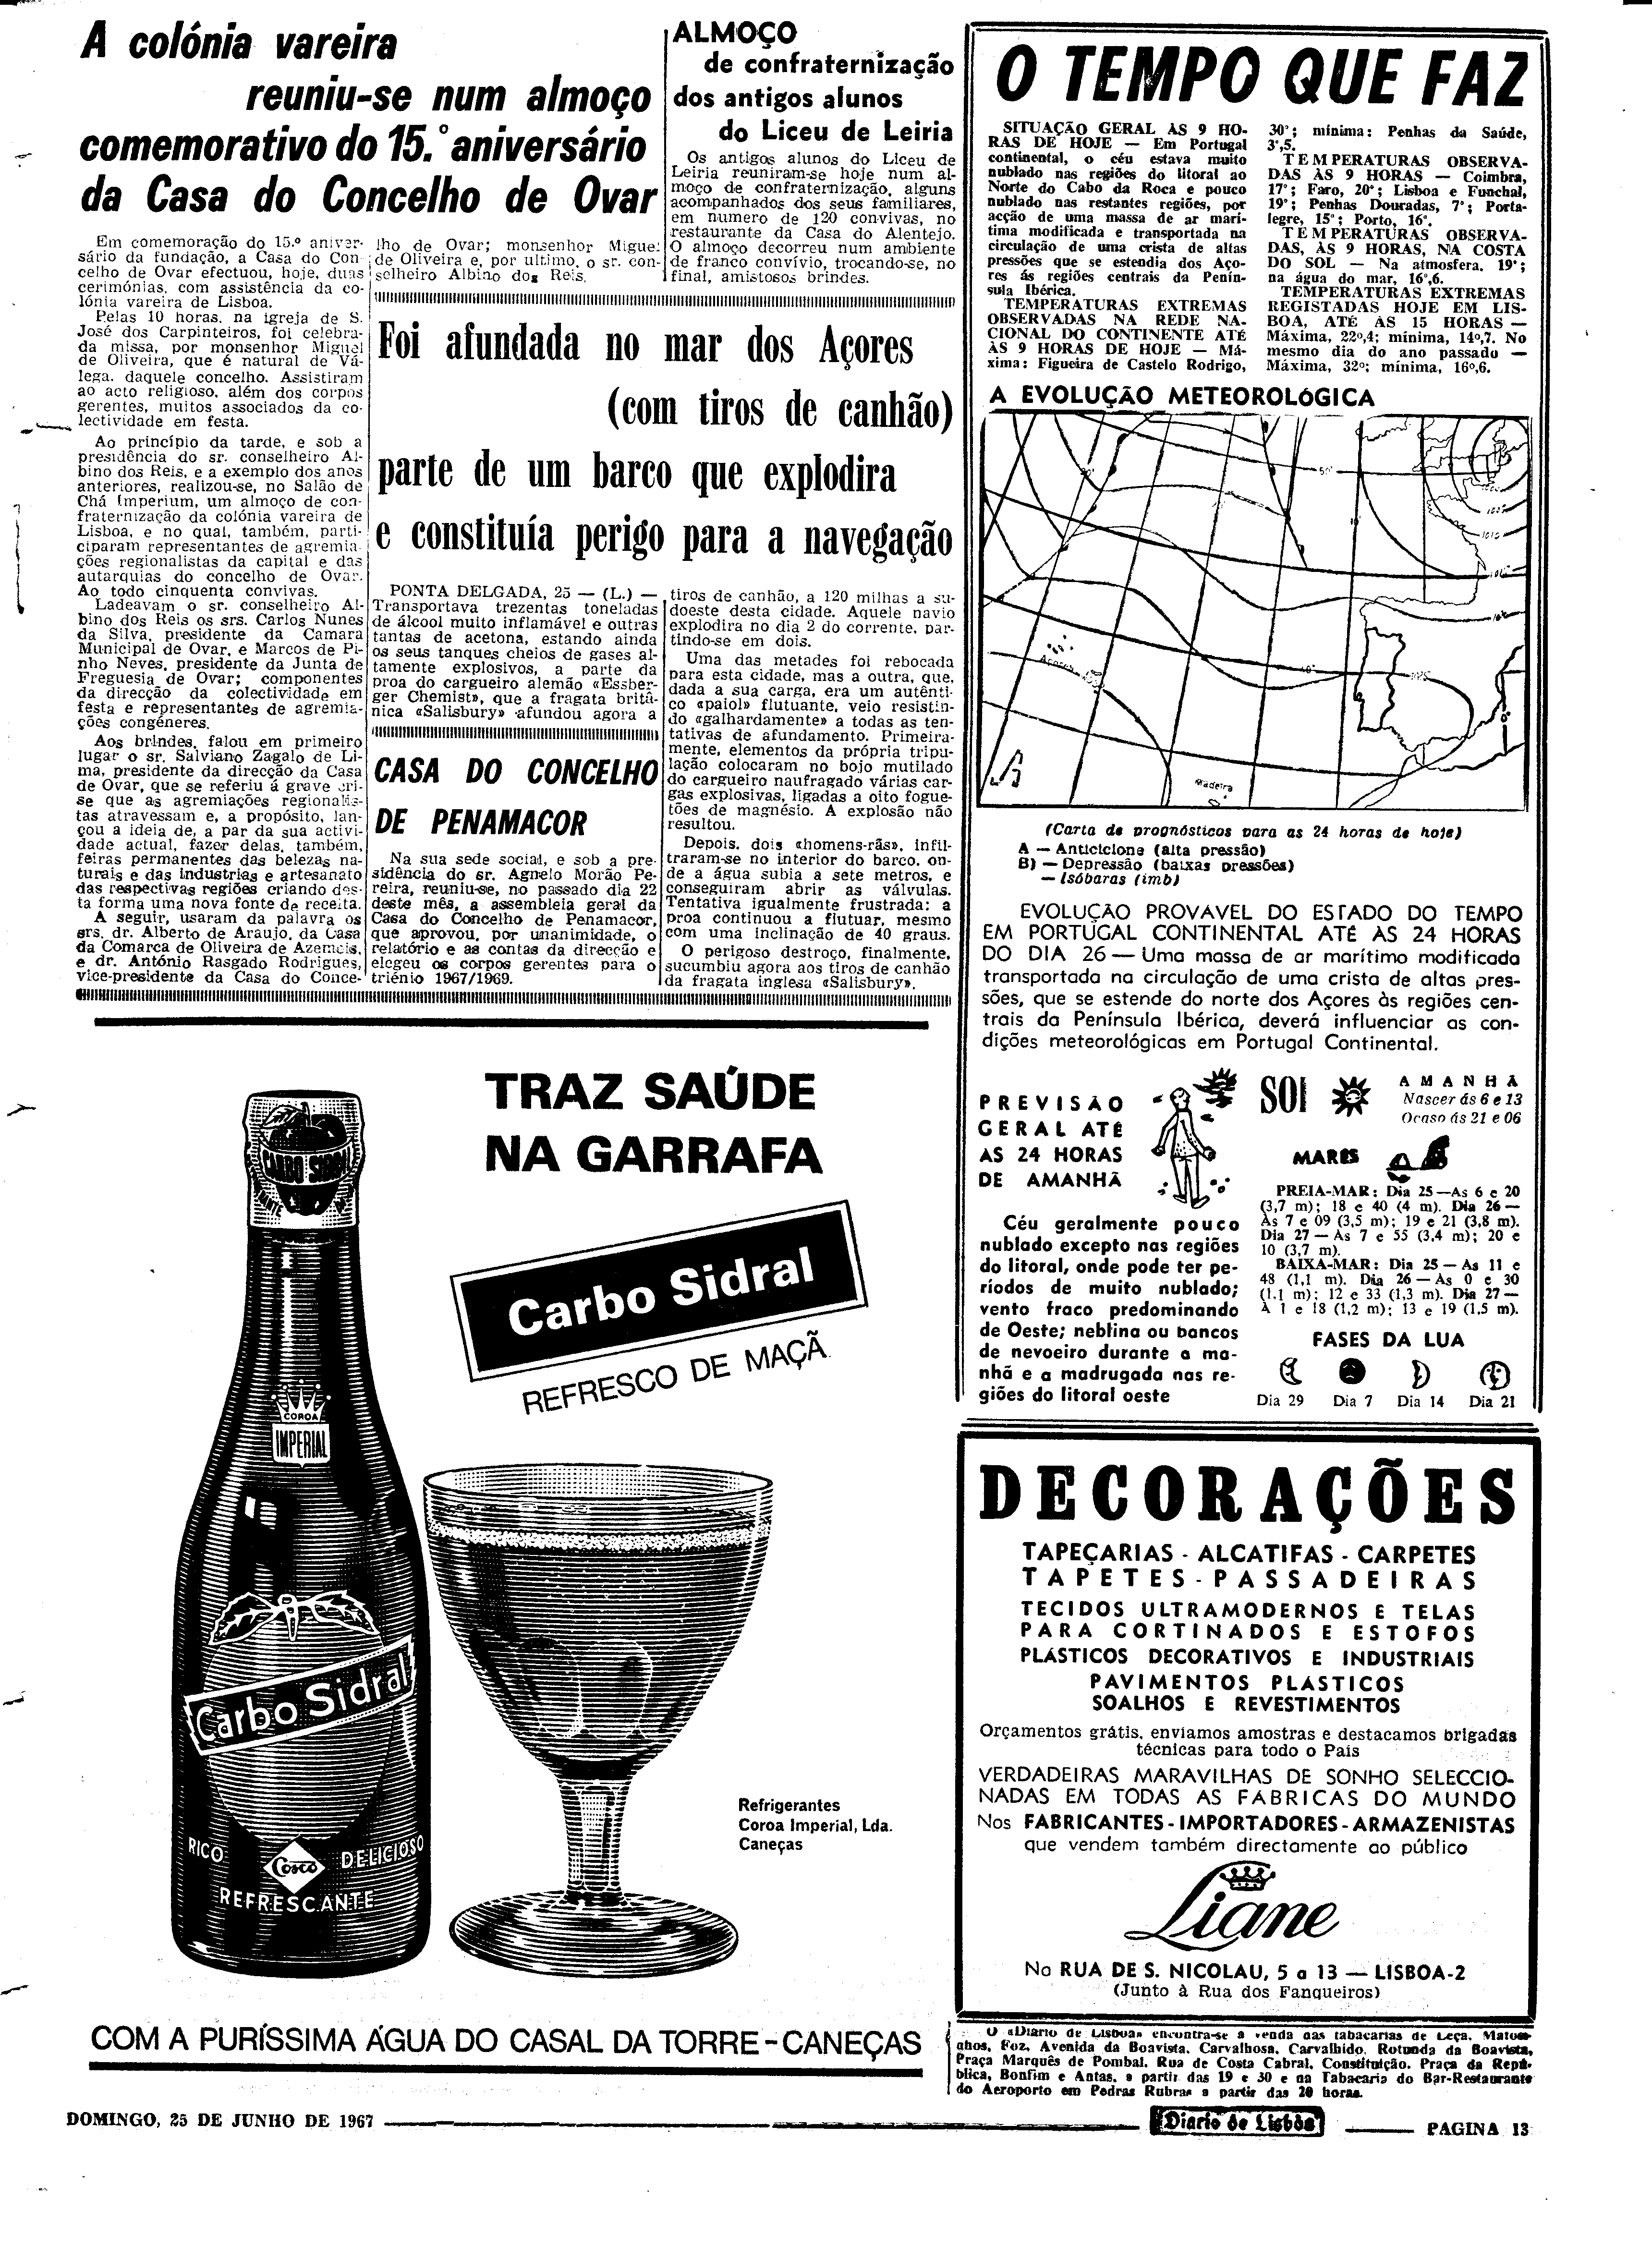 A colónia vareira
reuniu-se num almoço
comemorativo do 15.º aniversário
da Casa do Concelho de Ovar
Em comemoração do 15.º aniver-
sário da fundação, a Casa do Con
celho de Ovar efectuou, hoje, duas
cerimónias, com assistência da co-
lónia vareira de Lisboa.
Pelas 10 horas, na igreja de S.
José dos Carpinteiros, foi celebra-
da missa, por monsenhor Miguel
de Oliveira, que é natural de Vá-
lega, daquele concelho. Assistiram
ao acto religioso, além dos corpos
gerentes, muitos associados da co-
lectividade em festa.
Ao princípio da tarde, e sob a
presidência do sr. conselheiro Al-
bino dos Reis, e a exemplo dos anos
anteriores, realizou-se, no Salão de
Chá Imperium, um almoço de con-
fraternização da colónia vareira de
Lisboa, e no qual, também, parti-
ciparam representantes de agremia-
ções regionalistas da capital e das
autarquias do concelho de Ovar.
Ao todo cinquenta convivas.
Ladeavam o sr. conselheiro Al-
bino dos Reis os srs. Carlos Nunes
da Silva, presidente da Camara
Municipal de Ovar, e Marcos de Pi-
nho Neves, presidente da Junta de
Freguesia de Ovar; componentes
da direcção da colectividade em
festa e representantes de agremia-
ções congéneres.
Aos brindes, falou em primeiro
lugar o sr. Salviano Zagalo de Li-
ma, presidente da direcção da Casa
de Ovar, que se referiu á grave cri-
se que as agremiações regionalis-
tas atravessam e, a propósito, lan-
çou a ideia de, a par da sua activi-
dade actual, fazer delas, também,
feiras permanentes das belezas na-
turais e das industrias e artesanato
das respectivas regiões criando des-
ta forma uma nova fonte de receita.
A seguir, usaram da palavra os
srs. dr. Alberto de Araujo, da Casa
da Comarca de Oliveira de Azemeis,
e dr. António Rasgado Rodrigues,
vice-presidente da Casa do Conce-
lho de Ovar; monsenhor Miguel
de Oliveira e, por ultimo, o sr. con-
selheiro Albino dos Reis.
ALMOÇO
de confraternização
dos antigos alunos
do Liceu de Leiria
Os antigos alunos do Liceu de
Leiria reuniram-se hoje num al-
moço de confraternização, alguns
acompanhados dos seus familiares,
em numero de 120 convivas, no
restaurante da Casa do Alentejo.
O almoço decorreu num ambiente
de franco convívio, trocando-se, no
final, amistosos brindes.
Foi afundada no mar dos Açores
(com tiros de canhão)
parte de um barco que explodira
e constituía perigo para a navegação
PONTA DELGADA, 25 — (L.) —
Transportava trezentas toneladas
de álcool muito inflamável e outras
tantas de acetona, estando ainda
os seus tanques cheios de gases al-
tamente explosivos, a parte da
proa do cargueiro alemão «Essber-
ger Chemist», que a fragata britâ-
nica «Salisbury» afundou agora a
tiros de canhão, a 120 milhas a su-
doeste desta cidade. Aquele navio
explodira no dia 2 do corrente, par-
tindo-se em dois.
Uma das metades foi rebocada
para esta cidade, mas a outra, que,
dada a sua carga, era um autênti-
co «paiol» flutuante, veio resistin-
do «galhardamente» a todas as ten-
tativas de afundamento. Primeira-
mente, elementos da própria tripu-
lação colocaram no bojo mutilado
do cargueiro naufragado várias car-
gas explosivas, ligadas a oito fogue-
tões de magnésio. A explosão não
resultou.
Depois, dois «homens-rãs», infil-
traram-se no interior do barco, on-
de a água subia a sete metros, e
conseguiram abrir as válvulas.
Tentativa igualmente frustrada: a
proa continuou a flutuar, mesmo
com uma inclinação de 40 graus.
O perigoso destroço, finalmente,
sucumbiu agora aos tiros de canhão
da fragata inglesa «Salisbury».
CASA DO CONCELHO
DE PENAMACOR
Na sua sede social, e sob a pre-
sidência do sr. Agnelo Morão Pe-
reira, reuniu-se, no passado dia 22
deste mês, a assembleia geral da
Casa do Concelho de Penamacor,
que aprovou, por unanimidade, o
relatório e as contas da direcção e
elegeu os corpos gerentes para o
triénio 1967/1969.
O TEMPO QUE FAZ
SITUAÇÃO GERAL ÀS 9 HO-
RAS DE HOJE — Em Portugal
continental, o céu estava muito
nublado nas regiões do litoral ao
Norte do Cabo da Roca e pouco
nublado nas restantes regiões, por
acção de uma massa de ar marí-
tima modificada e transportada na
circulação de uma crista de altas
pressões que se estendia dos Aço-
res ás regiões centrais da Penín-
sula Ibérica.
TEMPERATURAS EXTREMAS
OBSERVADAS NA REDE NA-
CIONAL DO CONTINENTE ATÉ
ÀS 9 HORAS DE HOJE — Má-
xima: Figueira de Castelo Rodrigo,
30°; mínima: Penhas da Saúde,
3°,5.
TEMPERATURAS OBSERVA-
DAS ÀS 9 HORAS — Coimbra,
17°; Faro, 20°; Lisboa e Funchal,
19°; Penhas Douradas, 7°; Porta-
legre, 15°; Porto, 16°.
TEMPERATURAS OBSERVA-
DAS, ÀS 9 HORAS, NA COSTA
DO SOL — Na atmosfera, 19°;
na água do mar, 16°,6.
TEMPERATURAS EXTREMAS
REGISTADAS HOJE EM LIS-
BOA, ATÉ ÀS 15 HORAS —
Máxima, 22º,4; mínima, 14º,7. No
mesmo dia do ano passado —
Máxima, 32º; mínima, 16º,6.
A EVOLUÇÃO METEOROLÓGICA
50°
1010
Açores
40°
1025
Madeira
(Carta de prognósticos para as 24 horas de hoje)
A — Anticiclone (alta pressão)
B) — Depressão (baixas pressões)
— Isóbaras (imb)
EVOLUÇÃO PROVÁVEL DO ESTADO DO TEMPO
EM PORTUGAL CONTINENTAL ATÉ ÀS 24 HORAS
DO DIA 26 — Uma massa de ar marítimo modificada
transportada na circulação de uma crista de altas pres-
sões, que se estende do norte dos Açores às regiões cen-
trais da Península Ibérica, deverá influenciar as con-
dições meteorológicas em Portugal Continental.
PREVISÃO
GERAL ATÉ
AS 24 HORAS
DE AMANHÃ
Céu geralmente pouco
nublado excepto nas regiões
do litoral, onde pode ter pe-
ríodos de muito nublado;
vento fraco predominando
de Oeste; neblina ou bancos
de nevoeiro durante a ma-
nhã e a madrugada nas re-
giões do litoral oeste
SOL
AMANHÃ
Nascer ás 6 e 13
Ocaso ás 21 e 06
MARES
PREIA-MAR: Dia 25 — As 6 e 20
(3,7 m); 18 e 40 (4 m). Dia 26 —
Às 7 e 09 (3,5 m); 19 e 21 (3,8 m).
Dia 27 — As 7 e 55 (3,4 m); 20 e
10 (3,7 m).
BAIXA-MAR: Dia 25 — As 11 e
48 (1,1 m). Dia 26 — As 0 e 30
(1,1 m); 12 e 33 (1,3 m). Dia 27 —
À 1 e 18 (1,2 m); 13 e 19 (1,5 m).
FASES DA LUA
Dia 29 Dia 7 Dia 14 Dia 21
TRAZ SAÚDE
NA GARRAFA
Carbo Sidral
REFRESCO DE MAÇÃ
CARBO SIDRAL
COROA
IMPERIAL
Carbo Sidral
RICO
Cosco
DELICIOSO
REFRESCANTE
Refrigerantes
Coroa Imperial, Lda.
Caneças
COM A PURÍSSIMA ÁGUA DO CASAL DA TORRE - CANEÇAS
DECORAÇÕES
TAPEÇARIAS - ALCATIFAS - CARPETES
TAPETES - PASSADEIRAS
TECIDOS ULTRAMODERNOS E TELAS
PARA CORTINADOS E ESTOFOS
PLÁSTICOS DECORATIVOS E INDUSTRIAIS
PAVIMENTOS PLÁSTICOS
SOALHOS E REVESTIMENTOS
Orçamentos grátis, enviamos amostras e destacamos brigadas
técnicas para todo o País
VERDADEIRAS MARAVILHAS DE SONHO SELECCIO-
NADAS EM TODAS AS FÁBRICAS DO MUNDO
Nos FABRICANTES - IMPORTADORES - ARMAZENISTAS
que vendem também directamente ao público
Liane
Na RUA DE S. NICOLAU, 5 a 13 — LISBOA-2
(Junto à Rua dos Fanqueiros)
O «Diario de Lisboa» encontra-se à venda nas tabacarias de Leça, Matosi-
nhos, Foz, Avenida da Boavista, Carvalhosa, Carvalhido, Rotunda da Boavista,
Praça Marquês de Pombal, Rua de Costa Cabral, Constituição, Praça da Repú-
blica, Bonfim e Antas, a partir das 19 e 30 e na Tabacaria do Bar-Restaurante
do Aeroporto em Pedras Rubras a partir das 20 horas.
DOMINGO, 25 DE JUNHO DE 1967
Diario de Lisboa
PAGINA 13